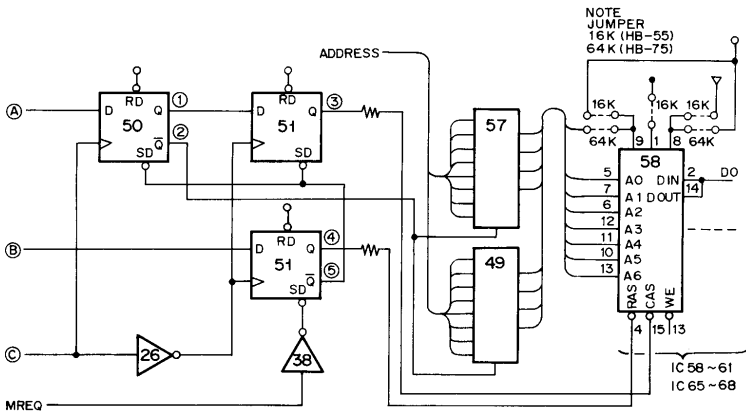 NOTE
JUMPER
16K (HB-55)
64K (HB-75)
ADDRESS
A
D RD Q
50
Q
SD
1
2
D RD Q
51
SD
3
57
16K
16K
16K
64K
64K
9 1 8
58
5 A0 DIN 2 DO
7 A1 DOUT 14
6 A2
12 A3
11 A4
10 A5
13 A6
RAS CAS WE
4 15 13
B
D RD Q
51
SD Q
4
5
49
C
26
38
MREQ
IC 58~61
IC 65~68